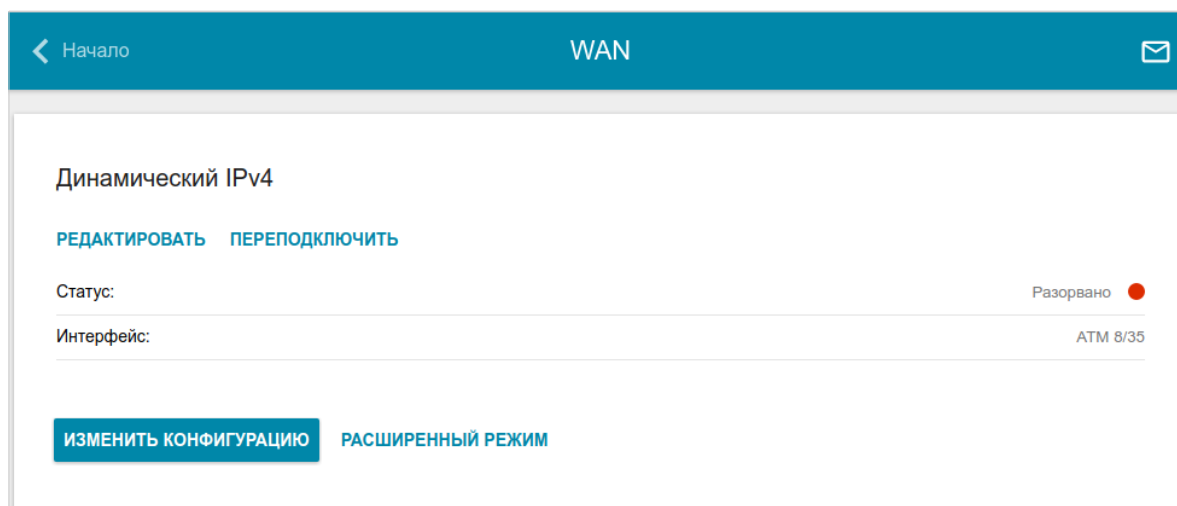 Начало
WAN
Динамический IPv4
РЕДАКТИРОВАТЬ ПЕРЕПОДКЛЮЧИТЬ
Статус: Разорвано
Интерфейс: ATM 8/35
ИЗМЕНИТЬ КОНФИГУРАЦИЮ РАСШИРЕННЫЙ РЕЖИМ